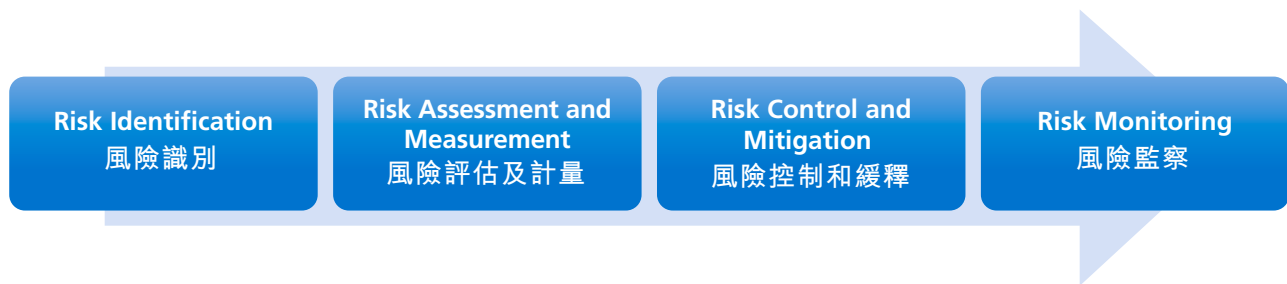 Risk Identification
風險識別
Risk Assessment and
Measurement
風險評估及計量
Risk Control and
Mitigation
風險控制和緩釋
Risk Monitoring
風險監察